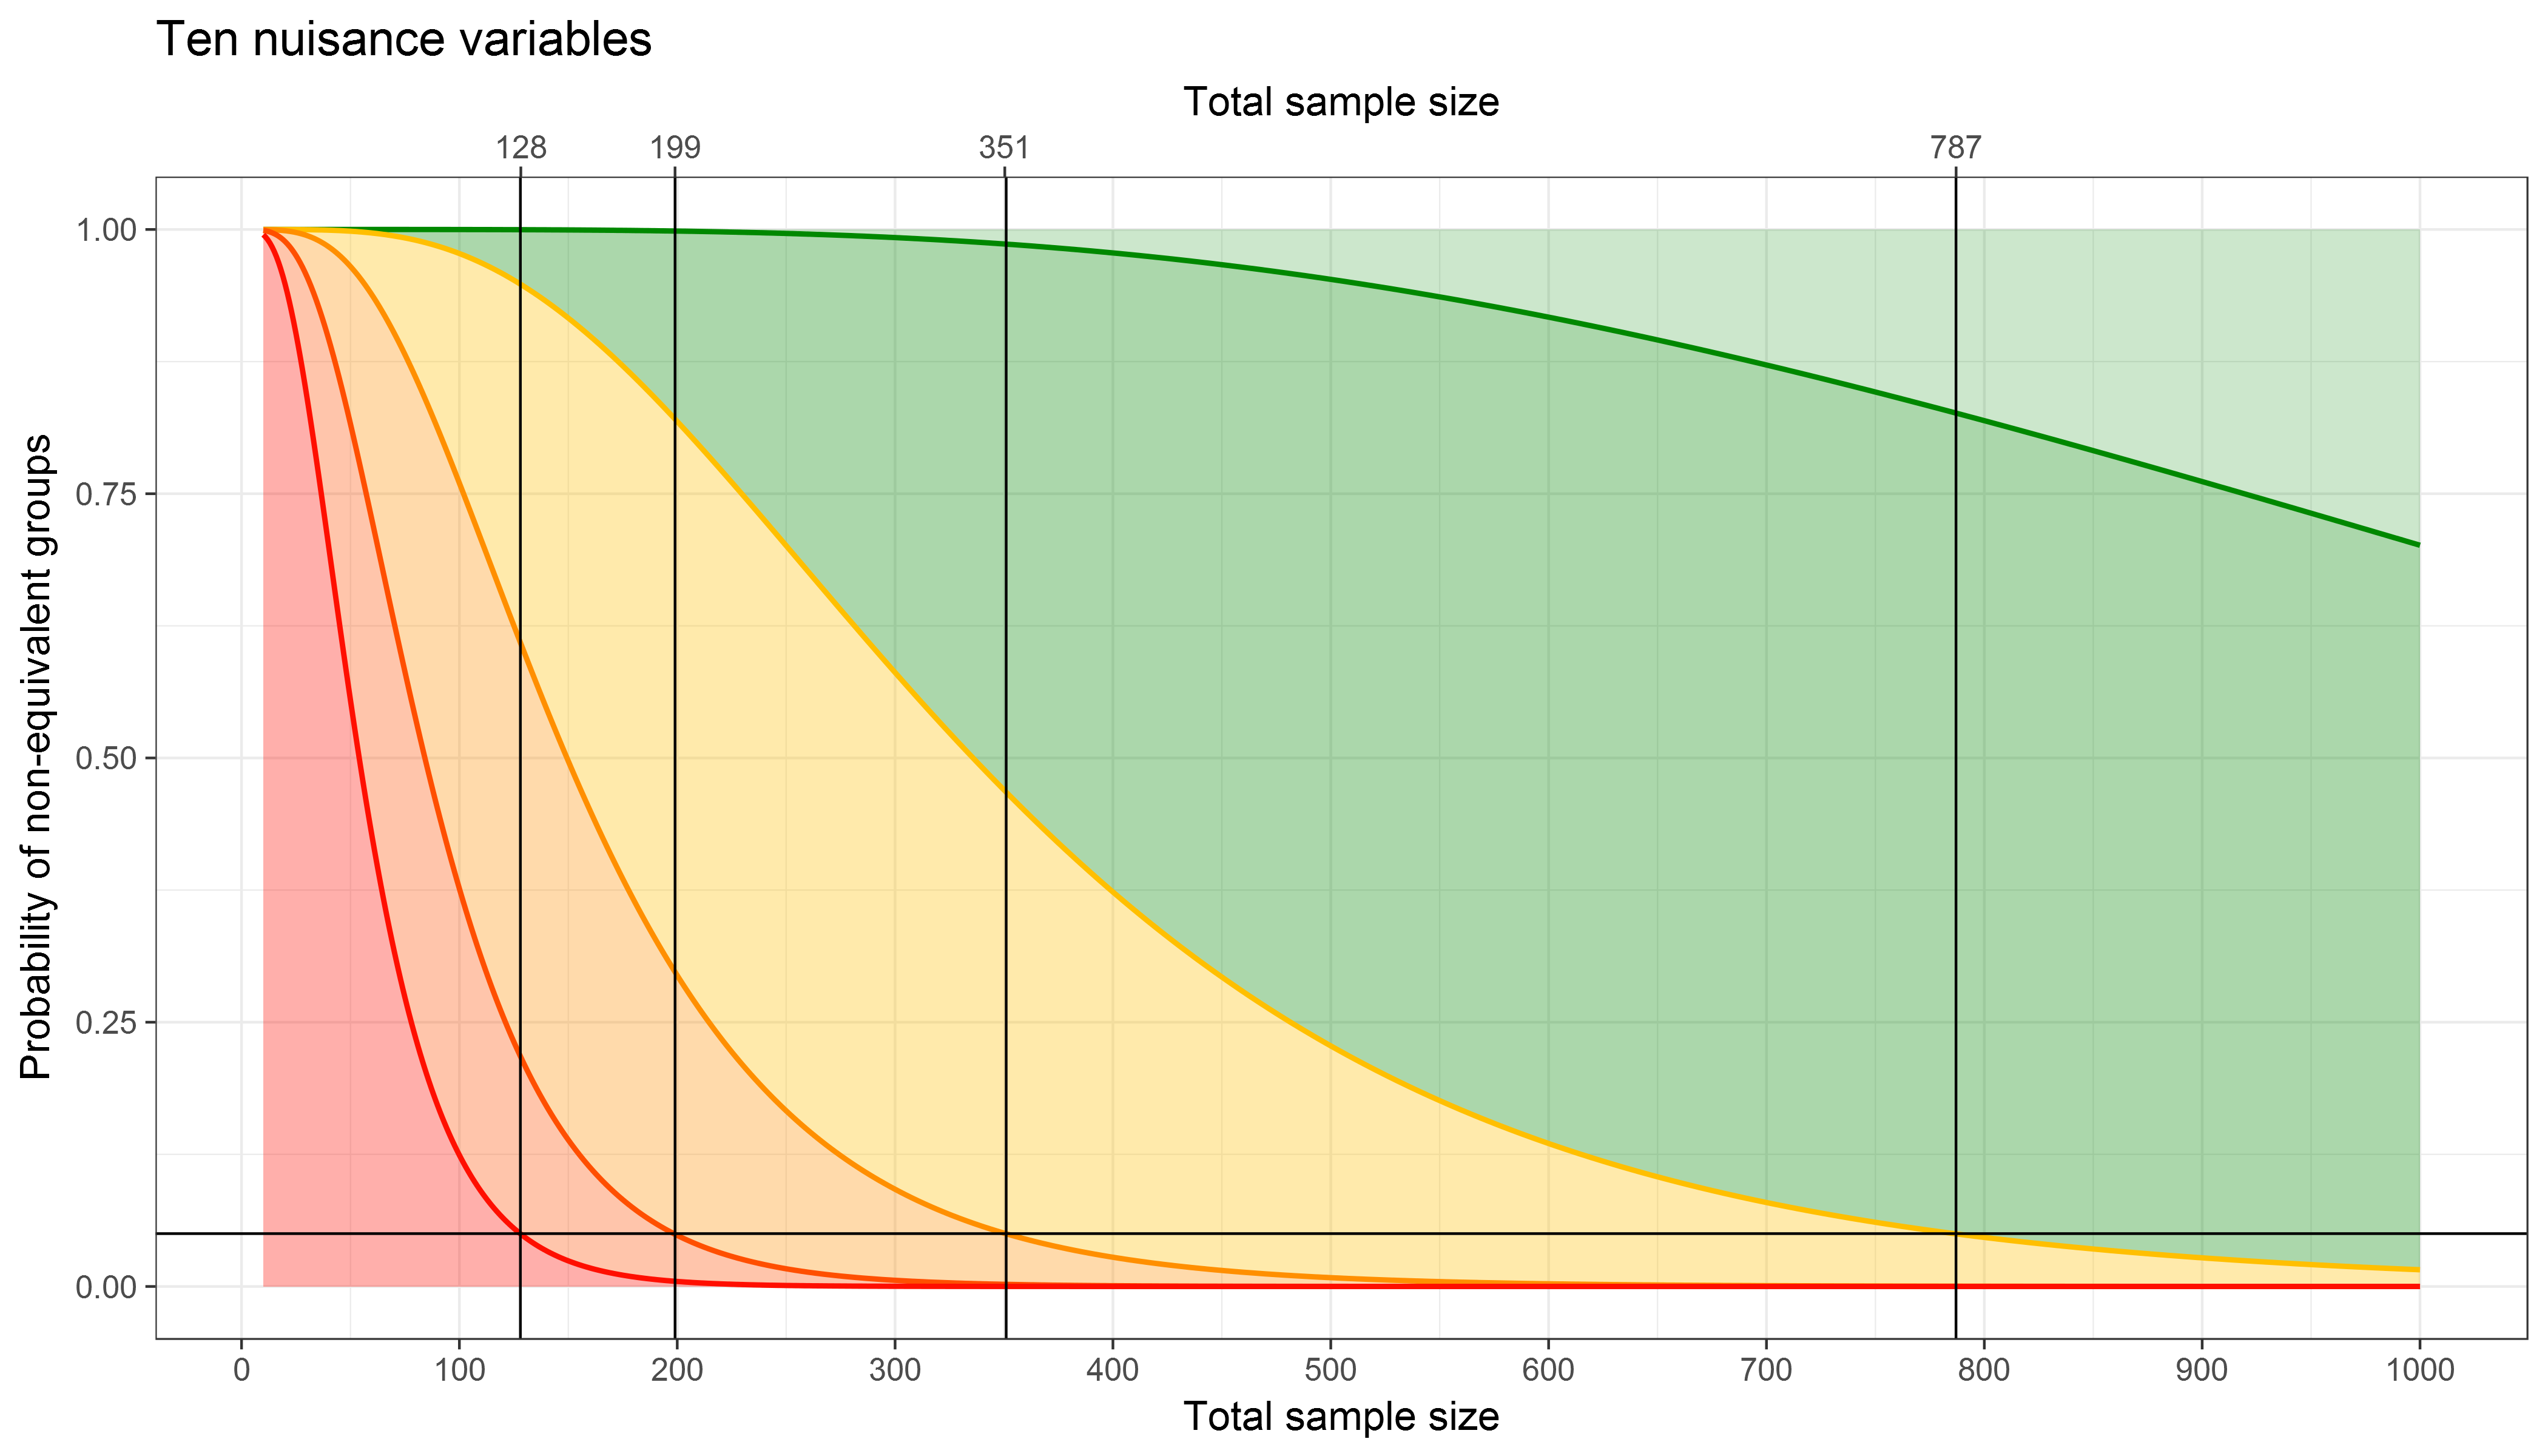 Ten nuisance variables
Total sample size
128 199 351 787
Probability of non-equivalent groups
1.00
0.75
0.50
0.25
0.00
0 100 200 300 400 500 600 700 800 900 1000
Total sample size